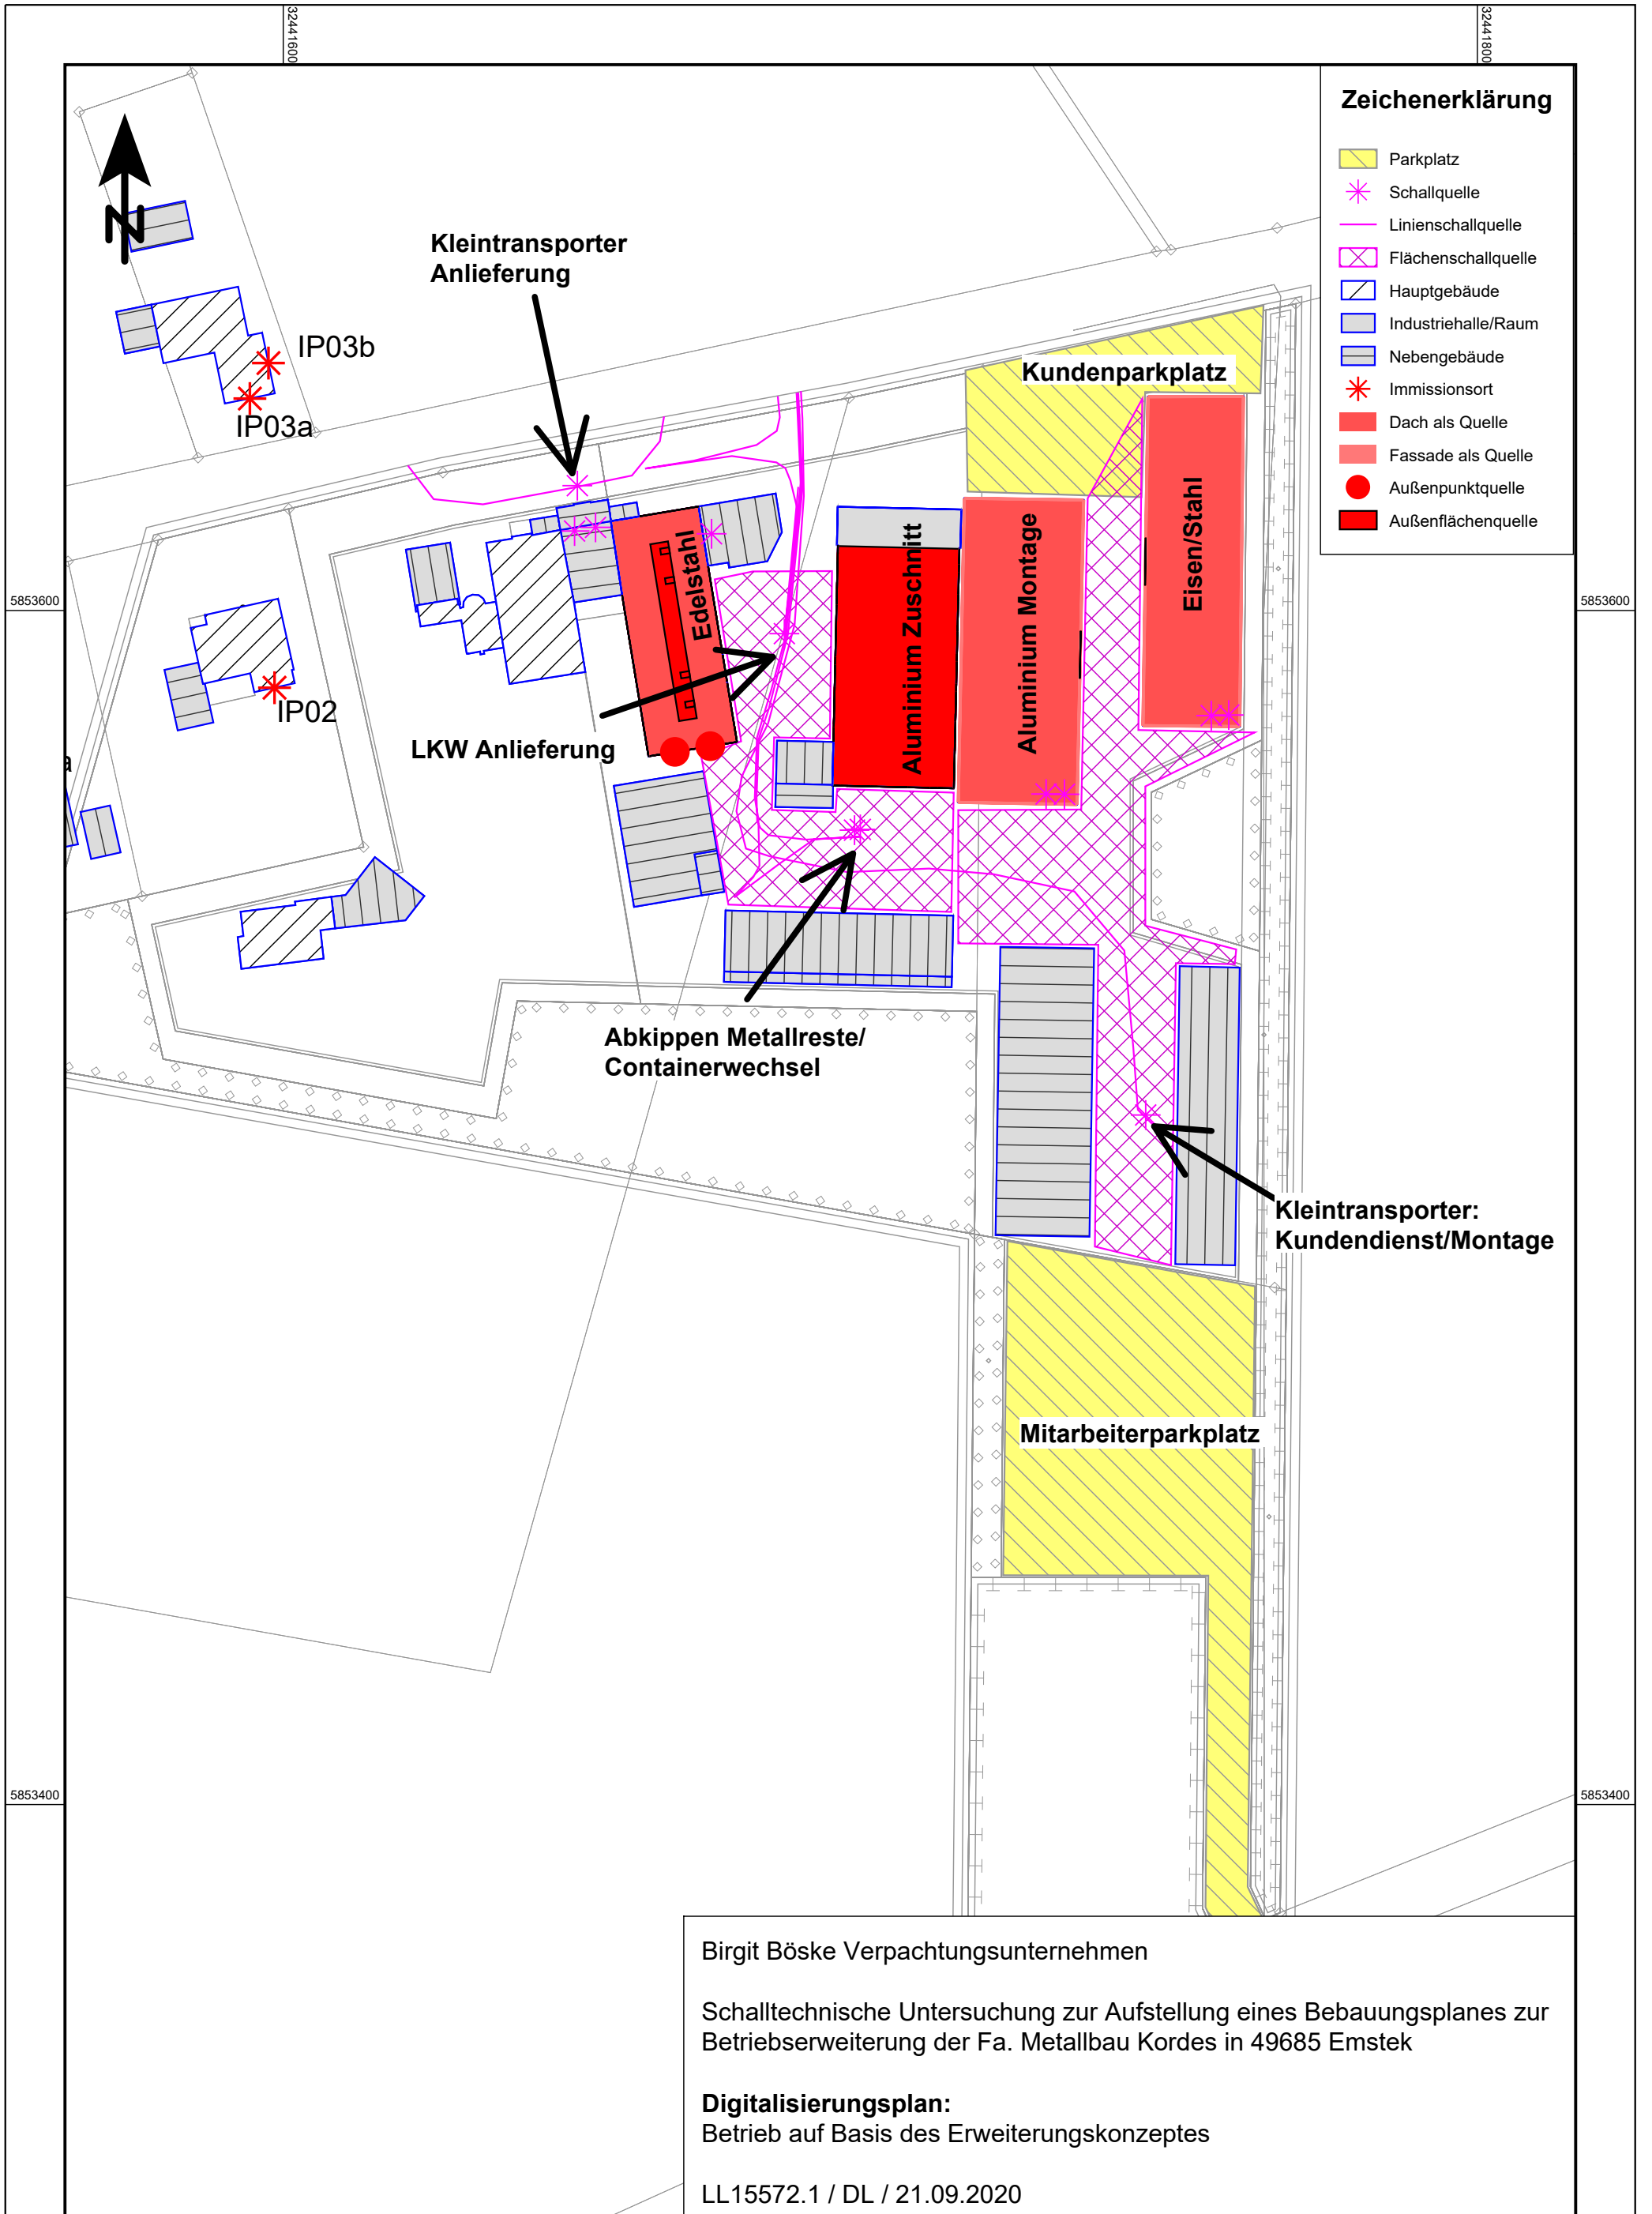 32441600
32441800
Zeichenerklärung
Parkplatz
Schallquelle
Linienschallquelle
Flächenschallquelle
Hauptgebäude
Industriehalle/Raum
Nebengebäude
Immissionsort
Dach als Quelle
Fassade als Quelle
Außenpunktquelle
Außenflächenquelle
N
Kleintransporter
Anlieferung
IP03b
IP03a
Kundenparkplatz
Edelstahl
Aluminium Zuschnitt
Aluminium Montage
Eisen/Stahl
5853600
5853600
IP02
LKW Anlieferung
a
Abkippen Metallreste/
Containerwechsel
Kleintransporter:
Kundendienst/Montage
Mitarbeiterparkplatz
5853400
5853400
Birgit Böske Verpachtungsunternehmen
Schalltechnische Untersuchung zur Aufstellung eines Bebauungsplanes zur
Betriebserweiterung der Fa. Metallbau Kordes in 49685 Emstek
Digitalisierungsplan:
Betrieb auf Basis des Erweiterungskonzeptes
LL15572.1 / DL / 21.09.2020